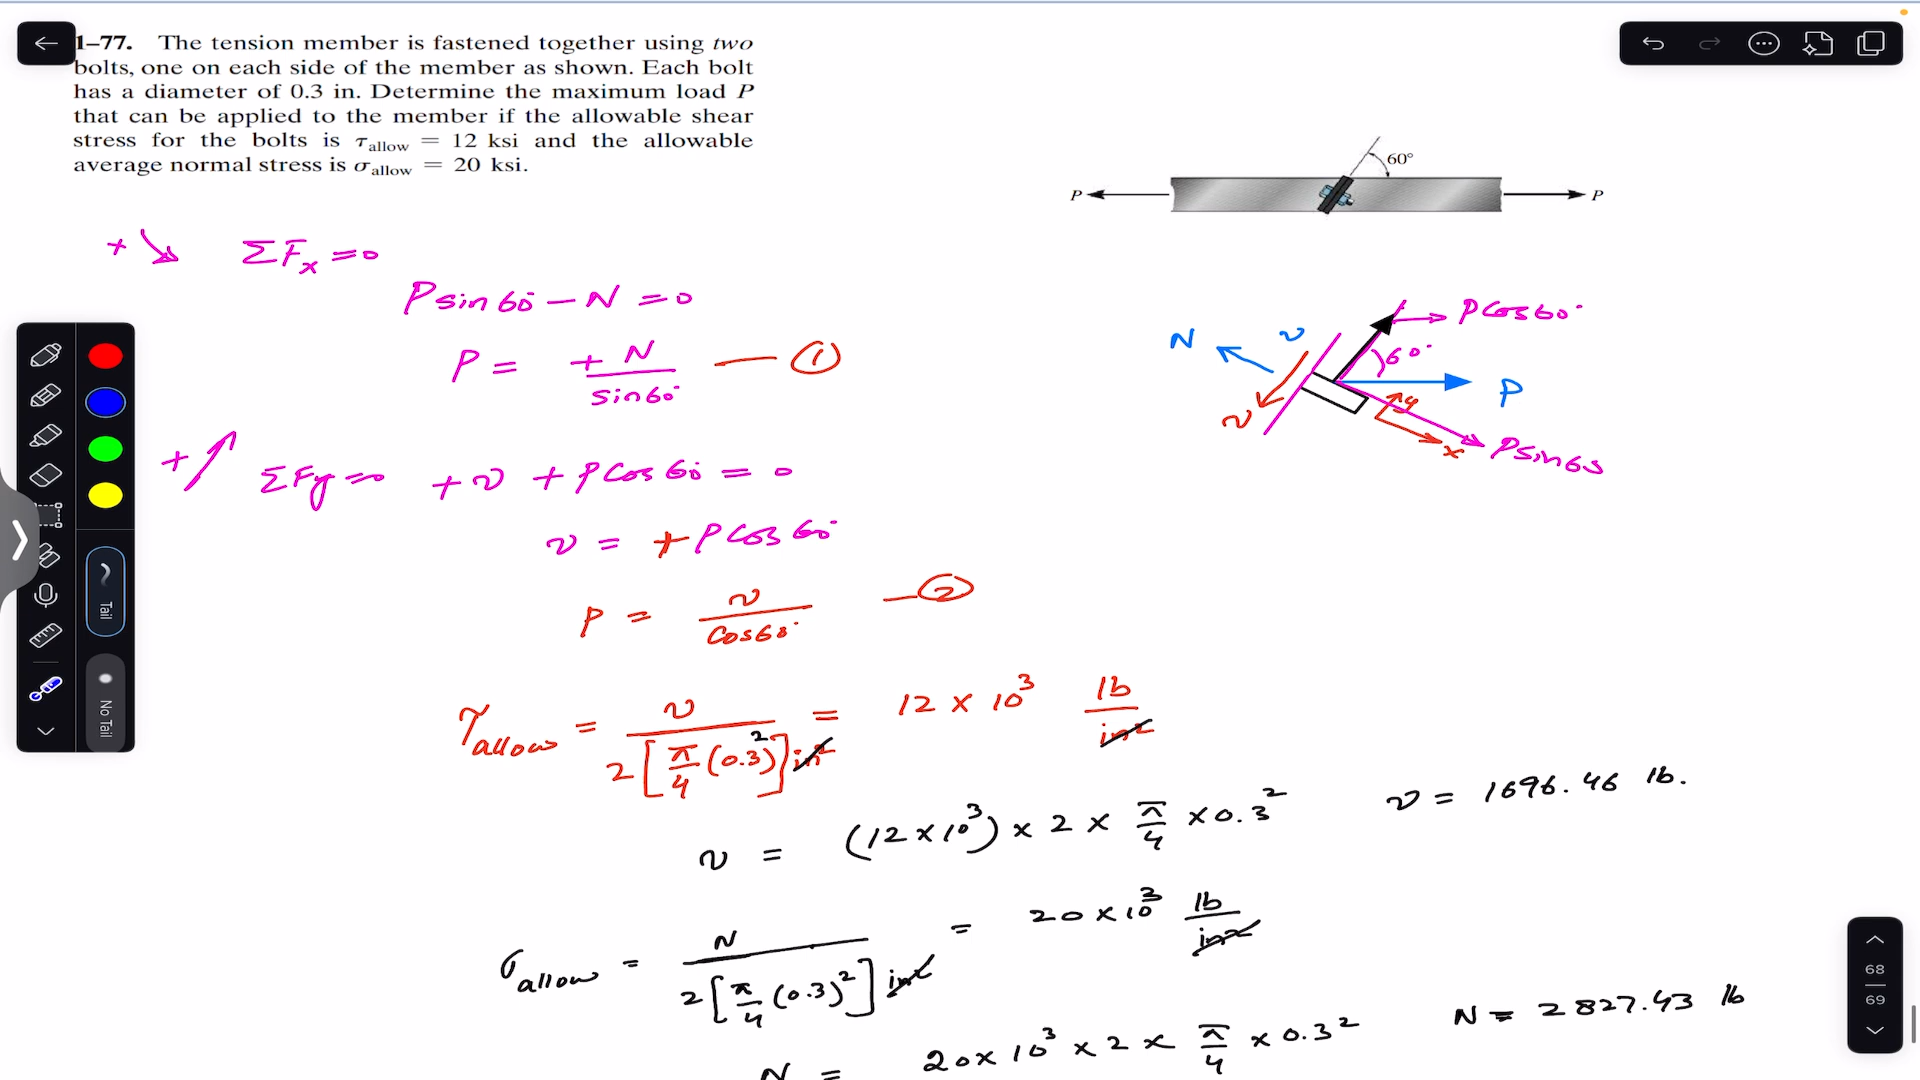 1–77. The tension member is fastened together using two
bolts, one on each side of the member as shown. Each bolt
has a diameter of 0.3 in. Determine the maximum load P
that can be applied to the member if the allowable shear
stress for the bolts is τallow = 12 ksi and the allowable
average normal stress is σallow = 20 ksi.
60°
P P
+ ↘ ΣFx = 0
P sin 60° − N = 0
P = + N / sin 60° — ①
+ ↗ ΣFy = 0 + v + P cos 60° = 0
v = + P cos 60°
P = v / cos 60° — ②
τallow = v / 2[π/4 (0.3)²] in² = 12 × 10³ lb / in²
v = (12 × 10³) × 2 × π/4 × 0.3² v = 1696.46 lb.
σallow = N / 2[π/4 (0.3)²] in² = 20 × 10³ lb / in²
N = 20 × 10³ × 2 × π/4 × 0.3² N = 2827.43 lb
P cos 60°
N v 60°
P
v y
x P sin 60
Tail
No Tail
68
69